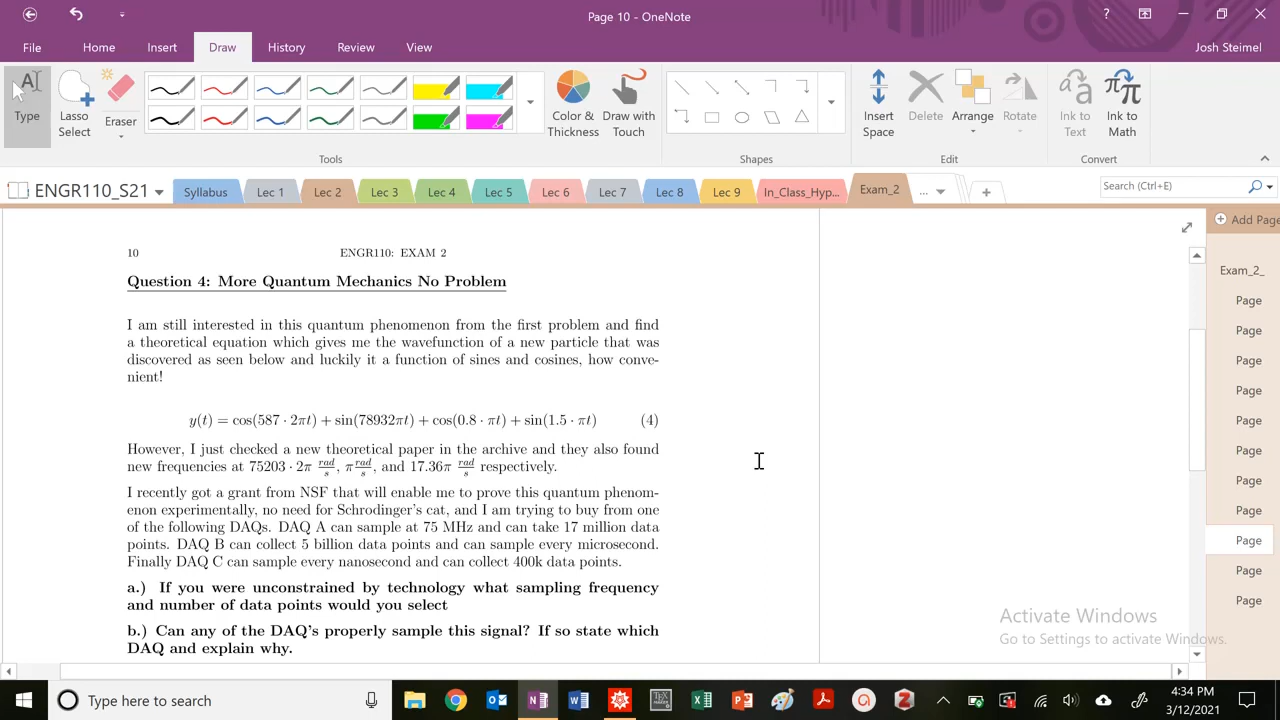 Page 10 - OneNote
?
File
Home
Insert
Draw
History
Review
View
Josh Steimel
Type
Lasso Select
Eraser
Color & Thickness
Draw with Touch
Insert Space
Delete
Arrange
Rotate
Ink to Text
Ink to Math
Tools
Shapes
Edit
Convert
ENGR110_S21
Syllabus
Lec 1
Lec 2
Lec 3
Lec 4
Lec 5
Lec 6
Lec 7
Lec 8
Lec 9
In_Class_Hyp...
Exam_2
...
Search (Ctrl+E)
Add Page
Exam_2_
Page
Page
Page
Page
Page
Page
Page
Page
Page
Page
Page
10 ENGR110: EXAM 2
Question 4: More Quantum Mechanics No Problem
I am still interested in this quantum phenomenon from the first problem and find
a theoretical equation which gives me the wavefunction of a new particle that was
discovered as seen below and luckily it a function of sines and cosines, how conve-
nient!
y(t) = cos(587 · 2πt) + sin(78932πt) + cos(0.8 · πt) + sin(1.5 · πt) (4)
However, I just checked a new theoretical paper in the archive and they also found
new frequencies at 75203 · 2π rad/s, π rad/s, and 17.36π rad/s respectively.
I recently got a grant from NSF that will enable me to prove this quantum phenom-
enon experimentally, no need for Schrodinger's cat, and I am trying to buy from one
of the following DAQs. DAQ A can sample at 75 MHz and can take 17 million data
points. DAQ B can collect 5 billion data points and can sample every microsecond.
Finally DAQ C can sample every nanosecond and can collect 400k data points.
a.) If you were unconstrained by technology what sampling frequency
and number of data points would you select
b.) Can any of the DAQ's properly sample this signal? If so state which
DAQ and explain why.
Activate Windows
Go to Settings to activate Windows.
Type here to search
4:34 PM
3/12/2021